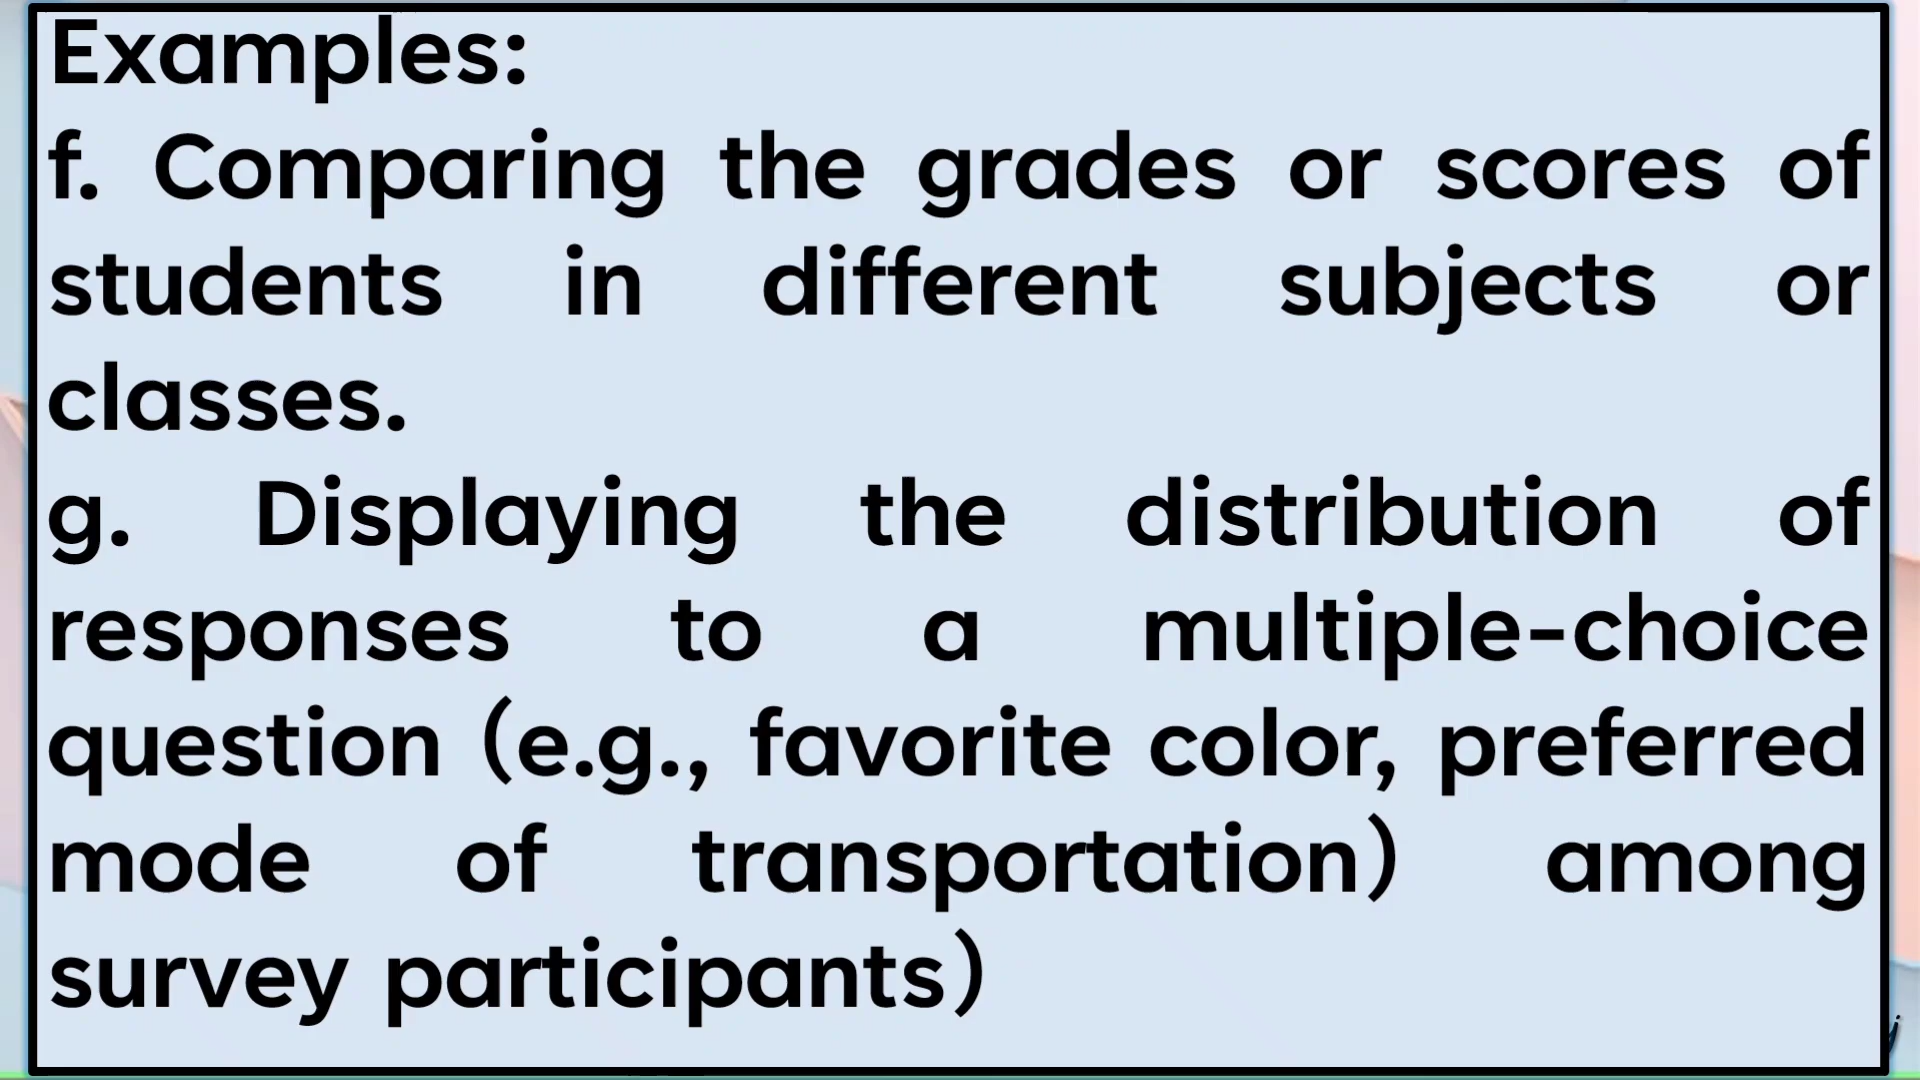 Examples:
f. Comparing the grades or scores of
students in different subjects or
classes.
g. Displaying the distribution of
responses to a multiple-choice
question (e.g., favorite color, preferred
mode of transportation) among
survey participants)